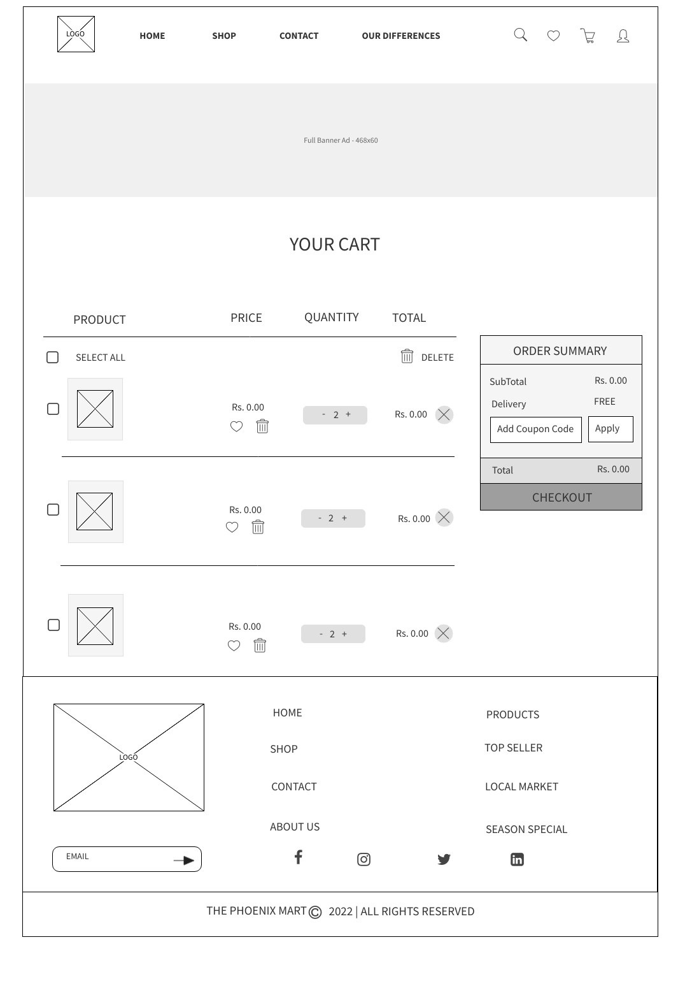 LOGO
HOME SHOP CONTACT OUR DIFFERENCES
Full Banner Ad - 468x60
YOUR CART
PRODUCT PRICE QUANTITY TOTAL
SELECT ALL DELETE
Rs. 0.00 - 2 + Rs. 0.00
Rs. 0.00 - 2 + Rs. 0.00
Rs. 0.00 - 2 + Rs. 0.00
ORDER SUMMARY
SubTotal Rs. 0.00
Delivery FREE
Add Coupon Code Apply
Total Rs. 0.00
CHECKOUT
LOGO
EMAIL
HOME
SHOP
CONTACT
ABOUT US
PRODUCTS
TOP SELLER
LOCAL MARKET
SEASON SPECIAL
THE PHOENIX MART © 2022 | ALL RIGHTS RESERVED